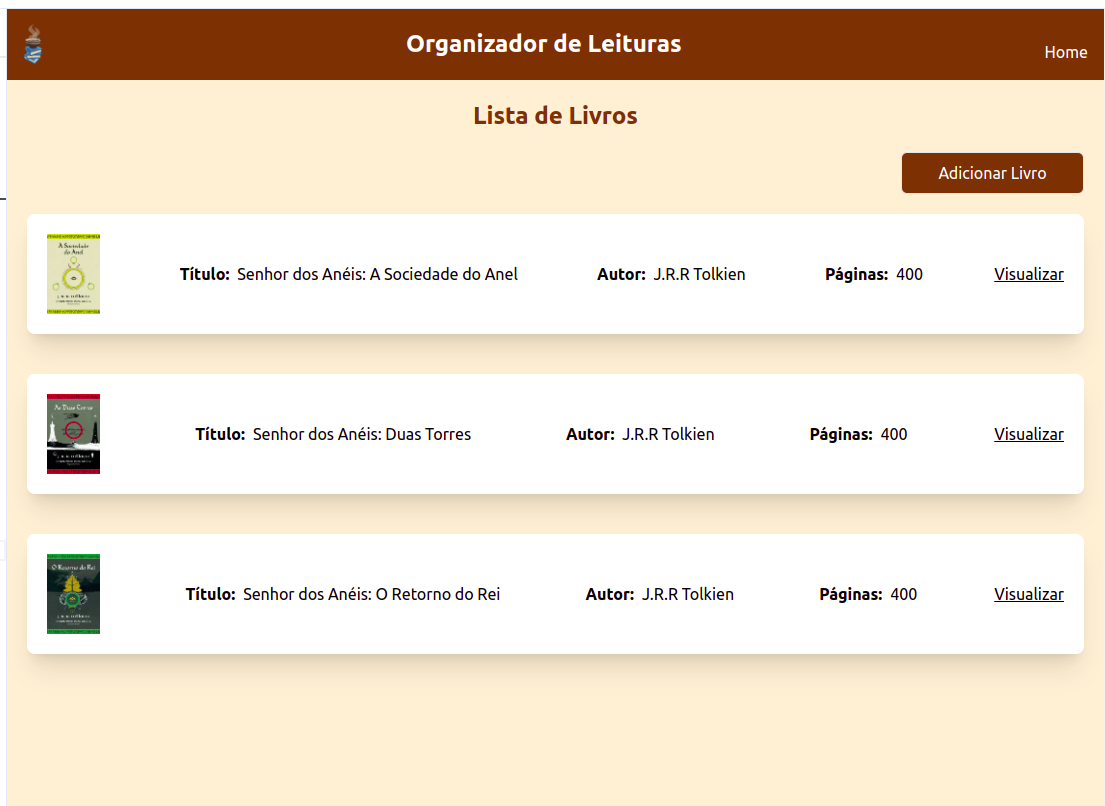 Organizador de Leituras
Home
Lista de Livros
Adicionar Livro
A Sociedade
do Anel
Título: Senhor dos Anéis: A Sociedade do Anel Autor: J.R.R Tolkien Páginas: 400 Visualizar
As Duas Torres
Título: Senhor dos Anéis: Duas Torres Autor: J.R.R Tolkien Páginas: 400 Visualizar
O Retorno do Rei
Título: Senhor dos Anéis: O Retorno do Rei Autor: J.R.R Tolkien Páginas: 400 Visualizar